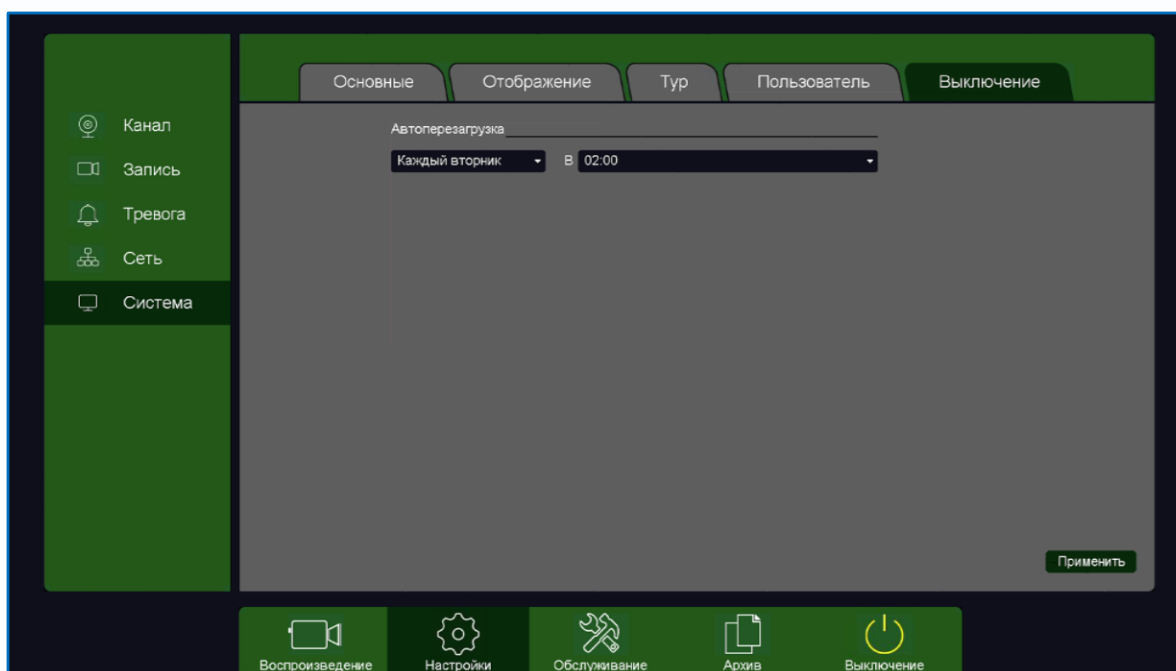 Основные Отображение Тур Пользователь Выключение
Канал
Запись
Тревога
Сеть
Система
Автоперезагрузка
Каждый вторник В 02:00
Применить
Воспроизведение Настройки Обслуживание Архив Выключение